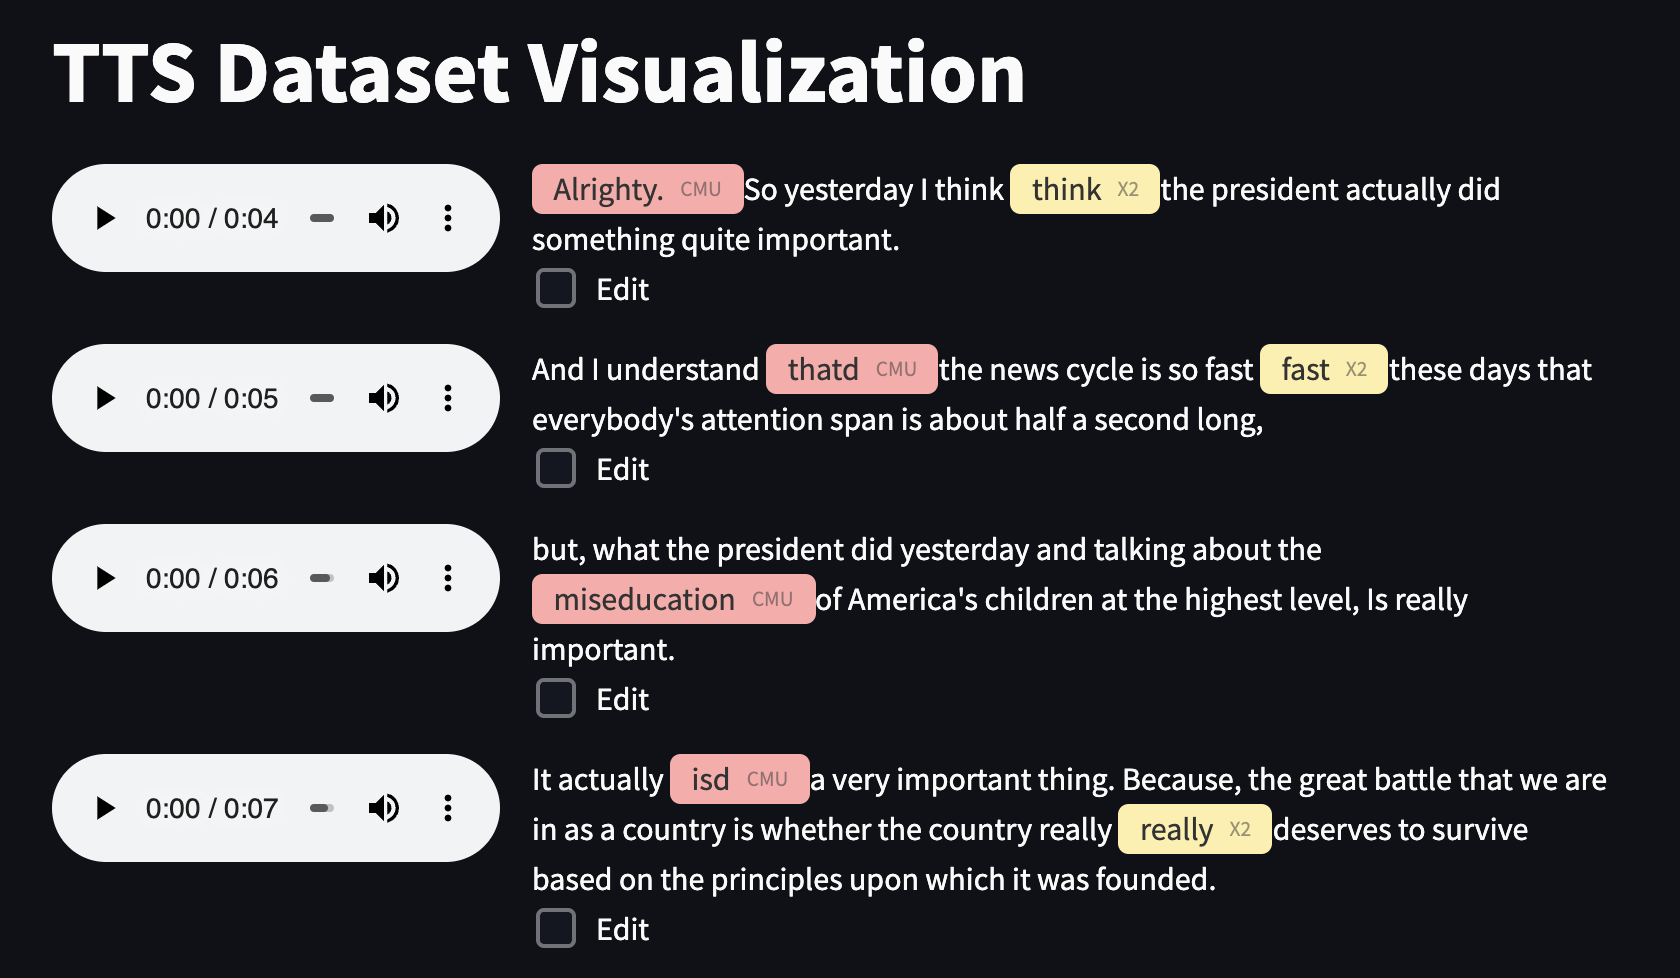 TTS Dataset Visualization
0:00 / 0:04
Alrighty. CMU So yesterday I think think X2 the president actually did
something quite important.
Edit
0:00 / 0:05
And I understand thatd CMU the news cycle is so fast fast X2 these days that
everybody's attention span is about half a second long,
Edit
0:00 / 0:06
but, what the president did yesterday and talking about the
miseducation CMU of America's children at the highest level, Is really
important.
Edit
0:00 / 0:07
It actually isd CMU a very important thing. Because, the great battle that we are
in as a country is whether the country really really X2 deserves to survive
based on the principles upon which it was founded.
Edit